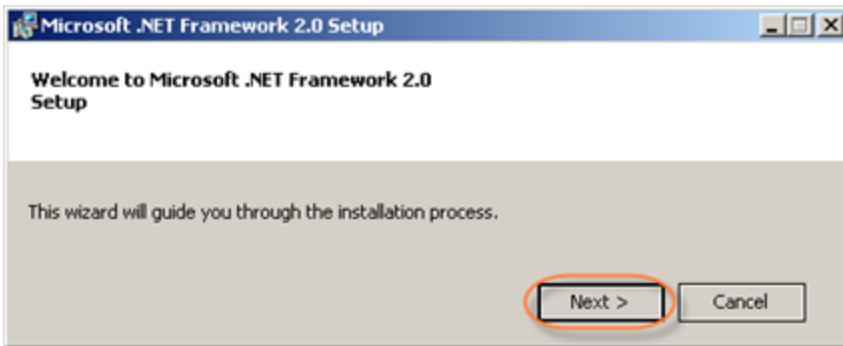 Microsoft .NET Framework 2.0 Setup
Welcome to Microsoft .NET Framework 2.0
Setup
This wizard will guide you through the installation process.
Next >
Cancel